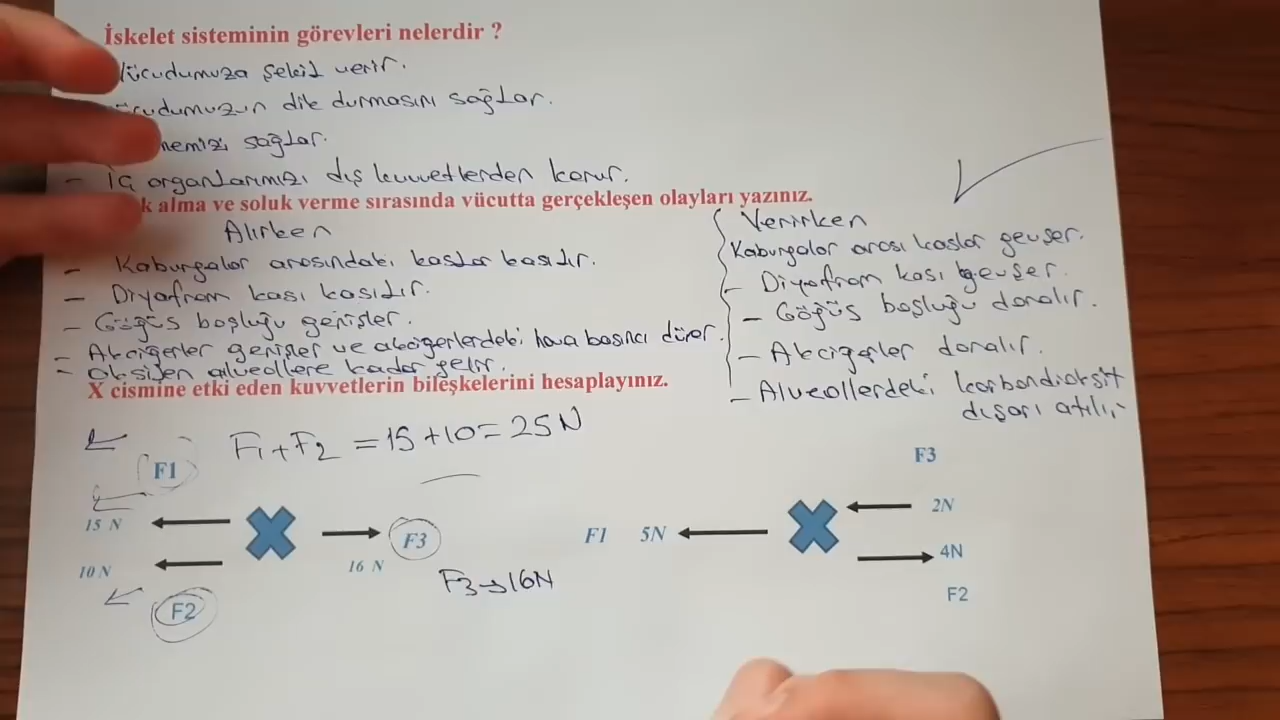 İskelet sisteminin görevleri nelerdir ?
Vücudumuza şekil verir.
dik durmasını sağlar.
sağlar.
- İç organlarımızı dış kuvvetlerden korur.
alma ve soluk verme sırasında vücutta gerçekleşen olayları yazınız.
Alırken
- Kaburgalar arasındaki kaslar kasılır.
- Diyafram kası kasılır.
- Göğüs boşluğu genişler.
- Akciğerler genişler ve akciğerlerdeki hava basıncı düşer.
- Oksijen alveollere kadar gelir.
Verirken
Kaburgalar arası kaslar gevşer.
- Diyafram kası gevşer.
- Göğüs boşluğu daralır.
- Akciğerler daralır.
- Alveollerdeki karbondioksit
dışarı atılır
X cismine etki eden kuvvetlerin bileşkelerini hesaplayınız.
F1+F2 = 15+10=25N
F1
15 N
10 N
F2
F3
16 N
F3→16N
F1 5N
F3
2N
4N
F2